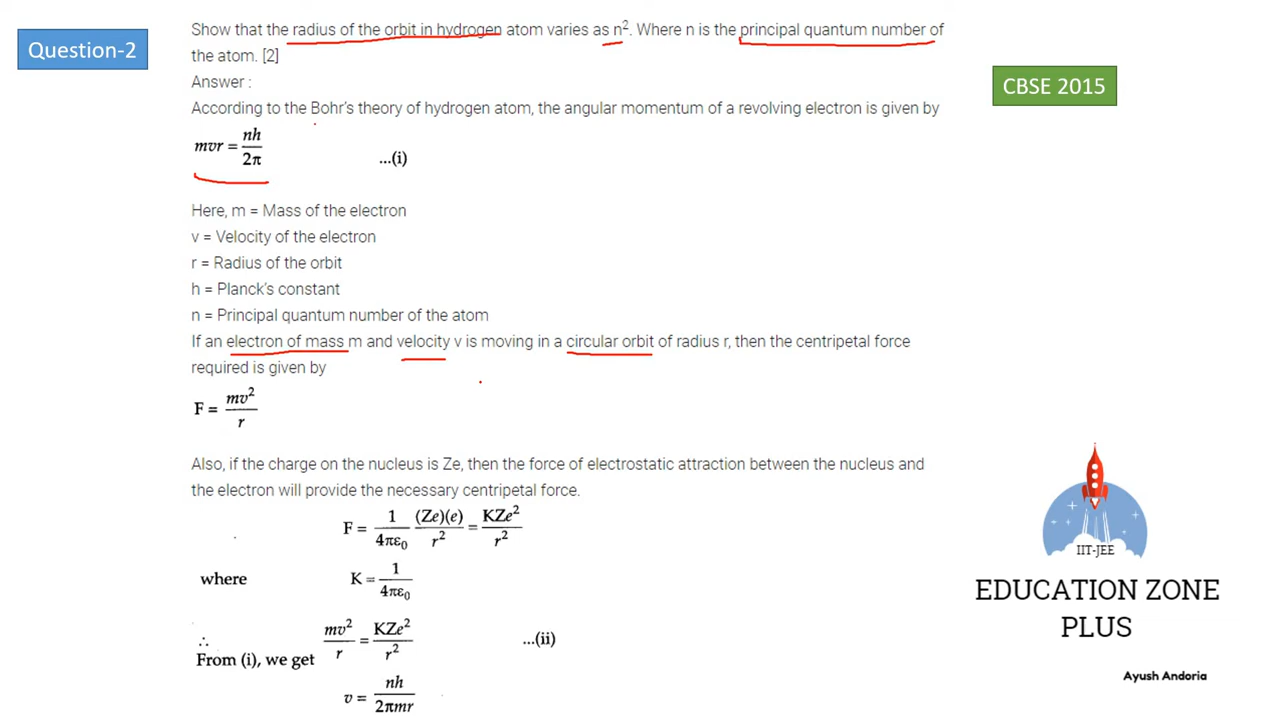 Question-2
Show that the radius of the orbit in hydrogen atom varies as n². Where n is the principal quantum number of
the atom. [2]
Answer :
CBSE 2015
According to the Bohr's theory of hydrogen atom, the angular momentum of a revolving electron is given by
mvr = nh/2π ...(i)
Here, m = Mass of the electron
v = Velocity of the electron
r = Radius of the orbit
h = Planck's constant
n = Principal quantum number of the atom
If an electron of mass m and velocity v is moving in a circular orbit of radius r, then the centripetal force
required is given by
F = mv²/r
Also, if the charge on the nucleus is Ze, then the force of electrostatic attraction between the nucleus and
the electron will provide the necessary centripetal force.
F = 1/4πε₀ (Ze)(e)/r² = KZe²/r²
where K = 1/4πε₀
∴ mv²/r = KZe²/r² ...(ii)
From (i), we get
v = nh/2πmr
IIT-JEE
EDUCATION ZONE
PLUS
Ayush Andoria